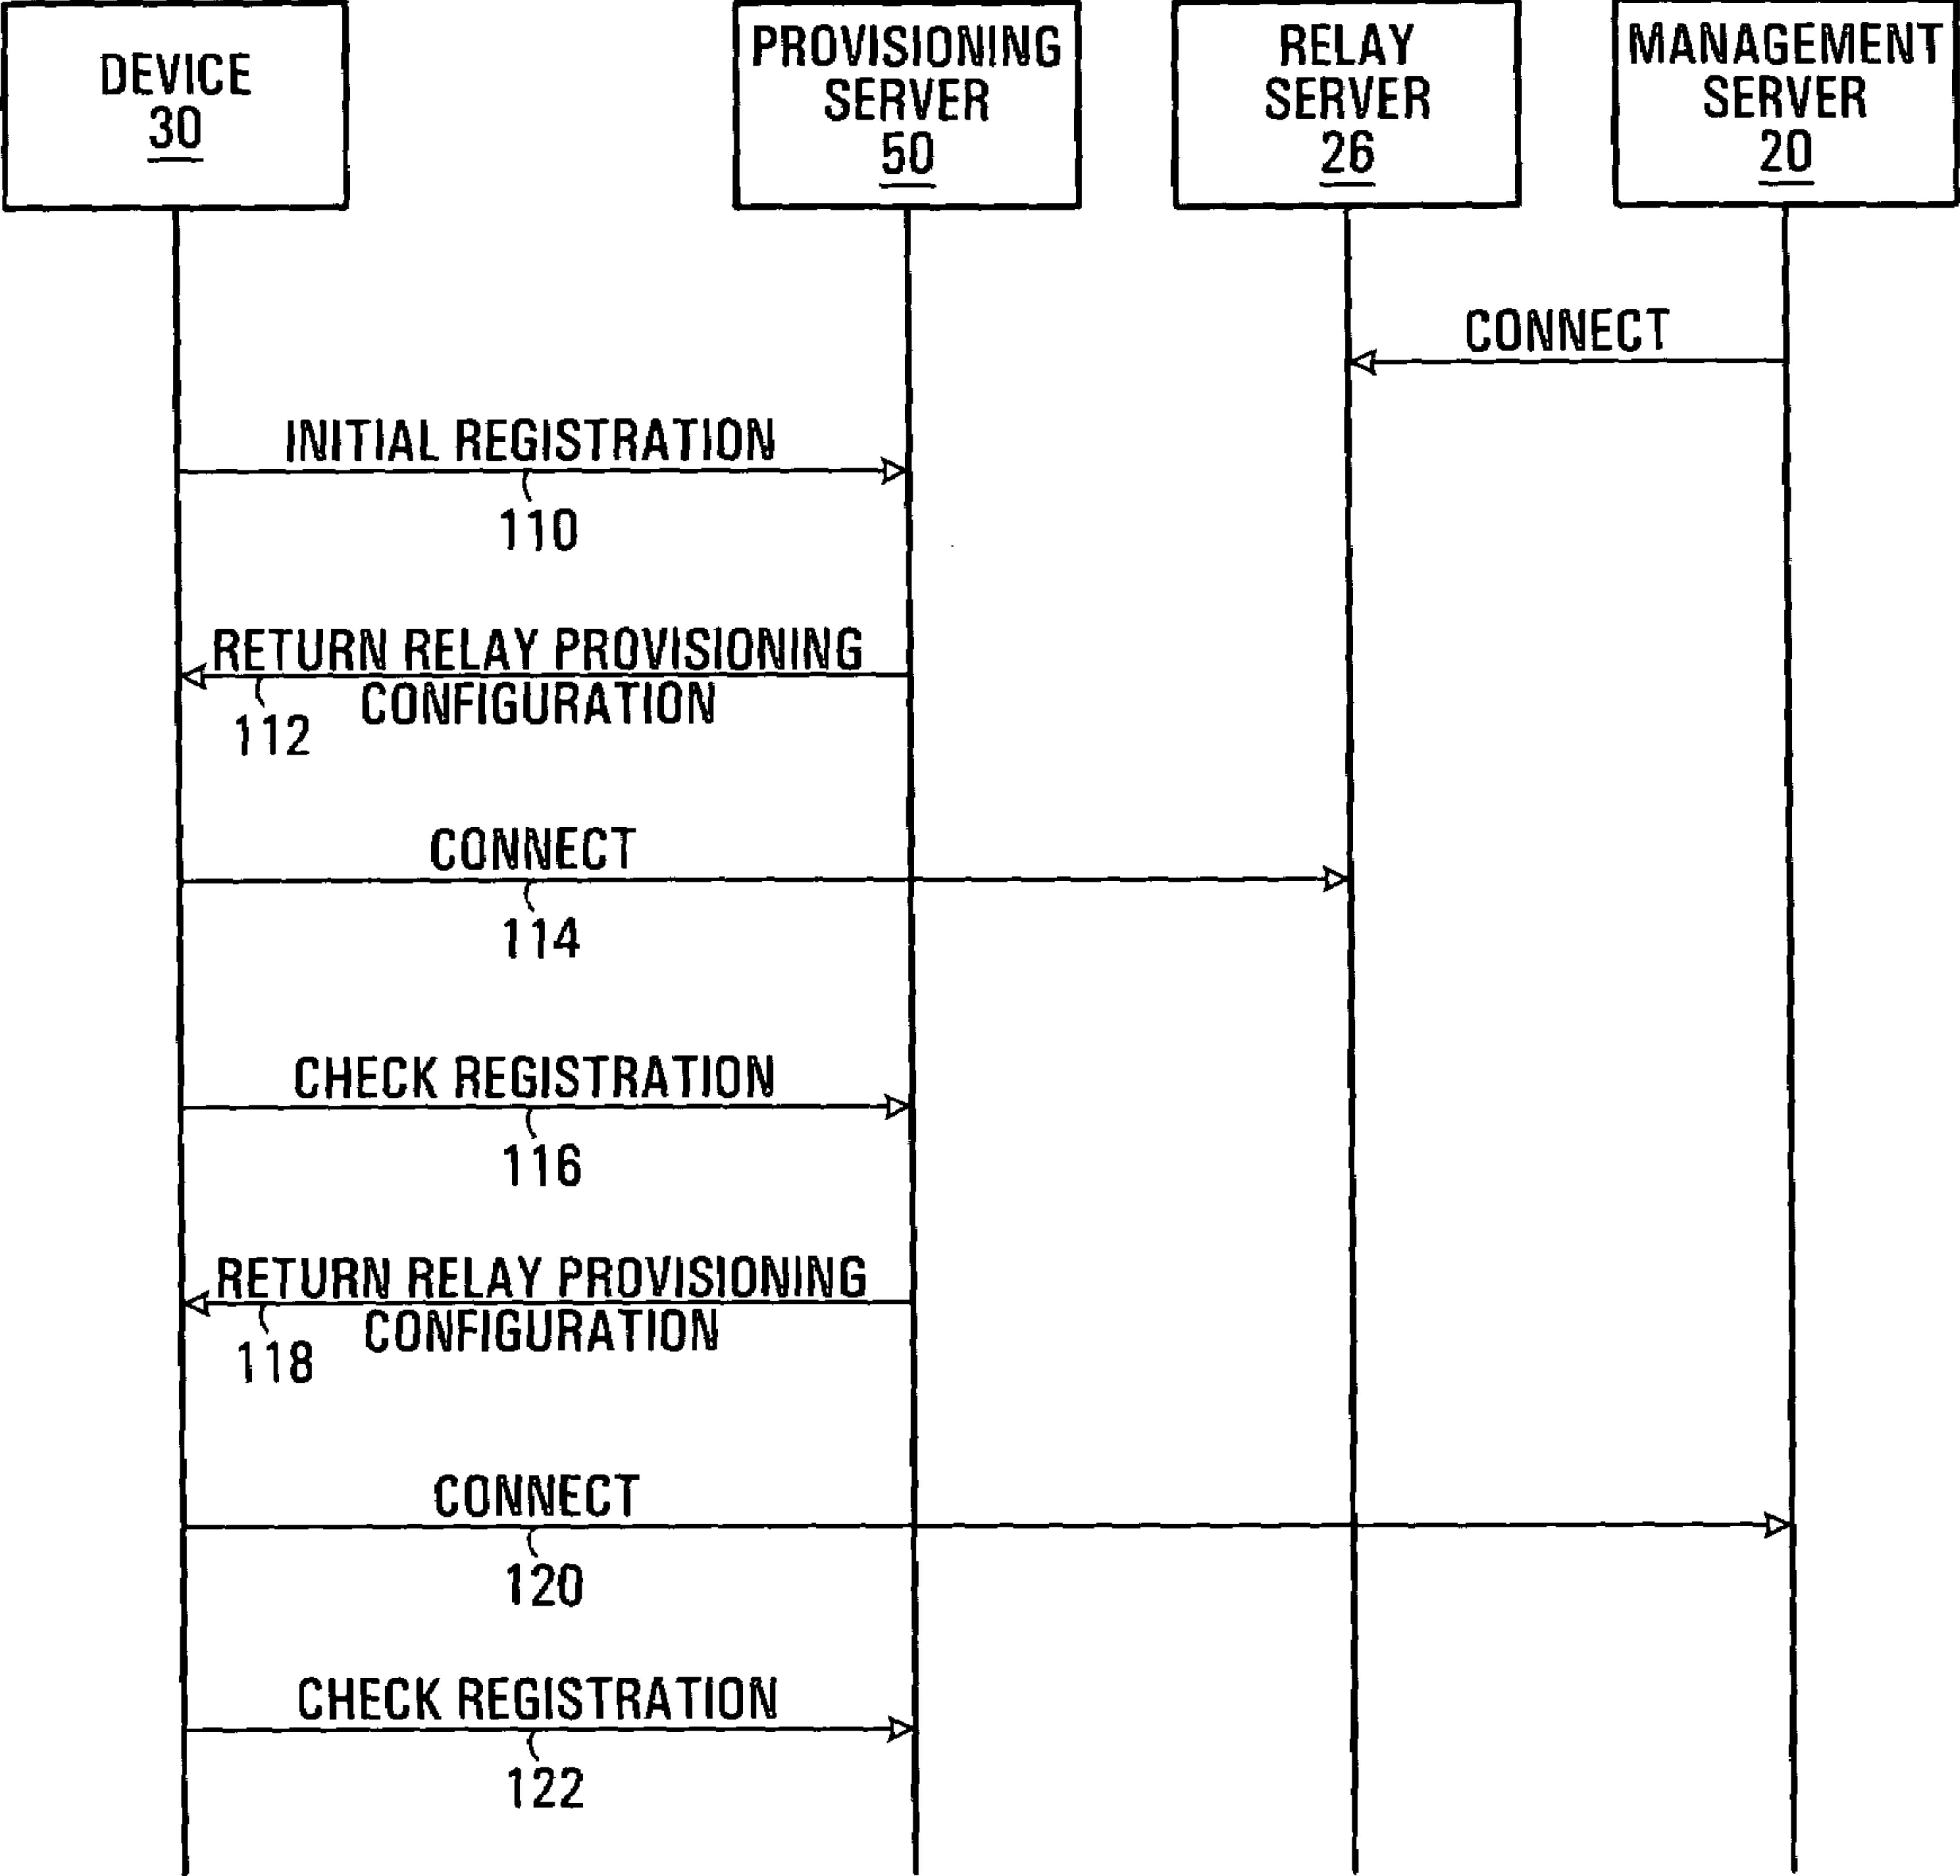 DEVICE
30
PROVISIONING
SERVER
50
RELAY
SERVER
26
MANAGEMENT
SERVER
20
CONNECT
INITIAL REGISTRATION
110
RETURN RELAY PROVISIONING
CONFIGURATION
112
CONNECT
114
CHECK REGISTRATION
116
RETURN RELAY PROVISIONING
CONFIGURATION
118
CONNECT
120
CHECK REGISTRATION
122